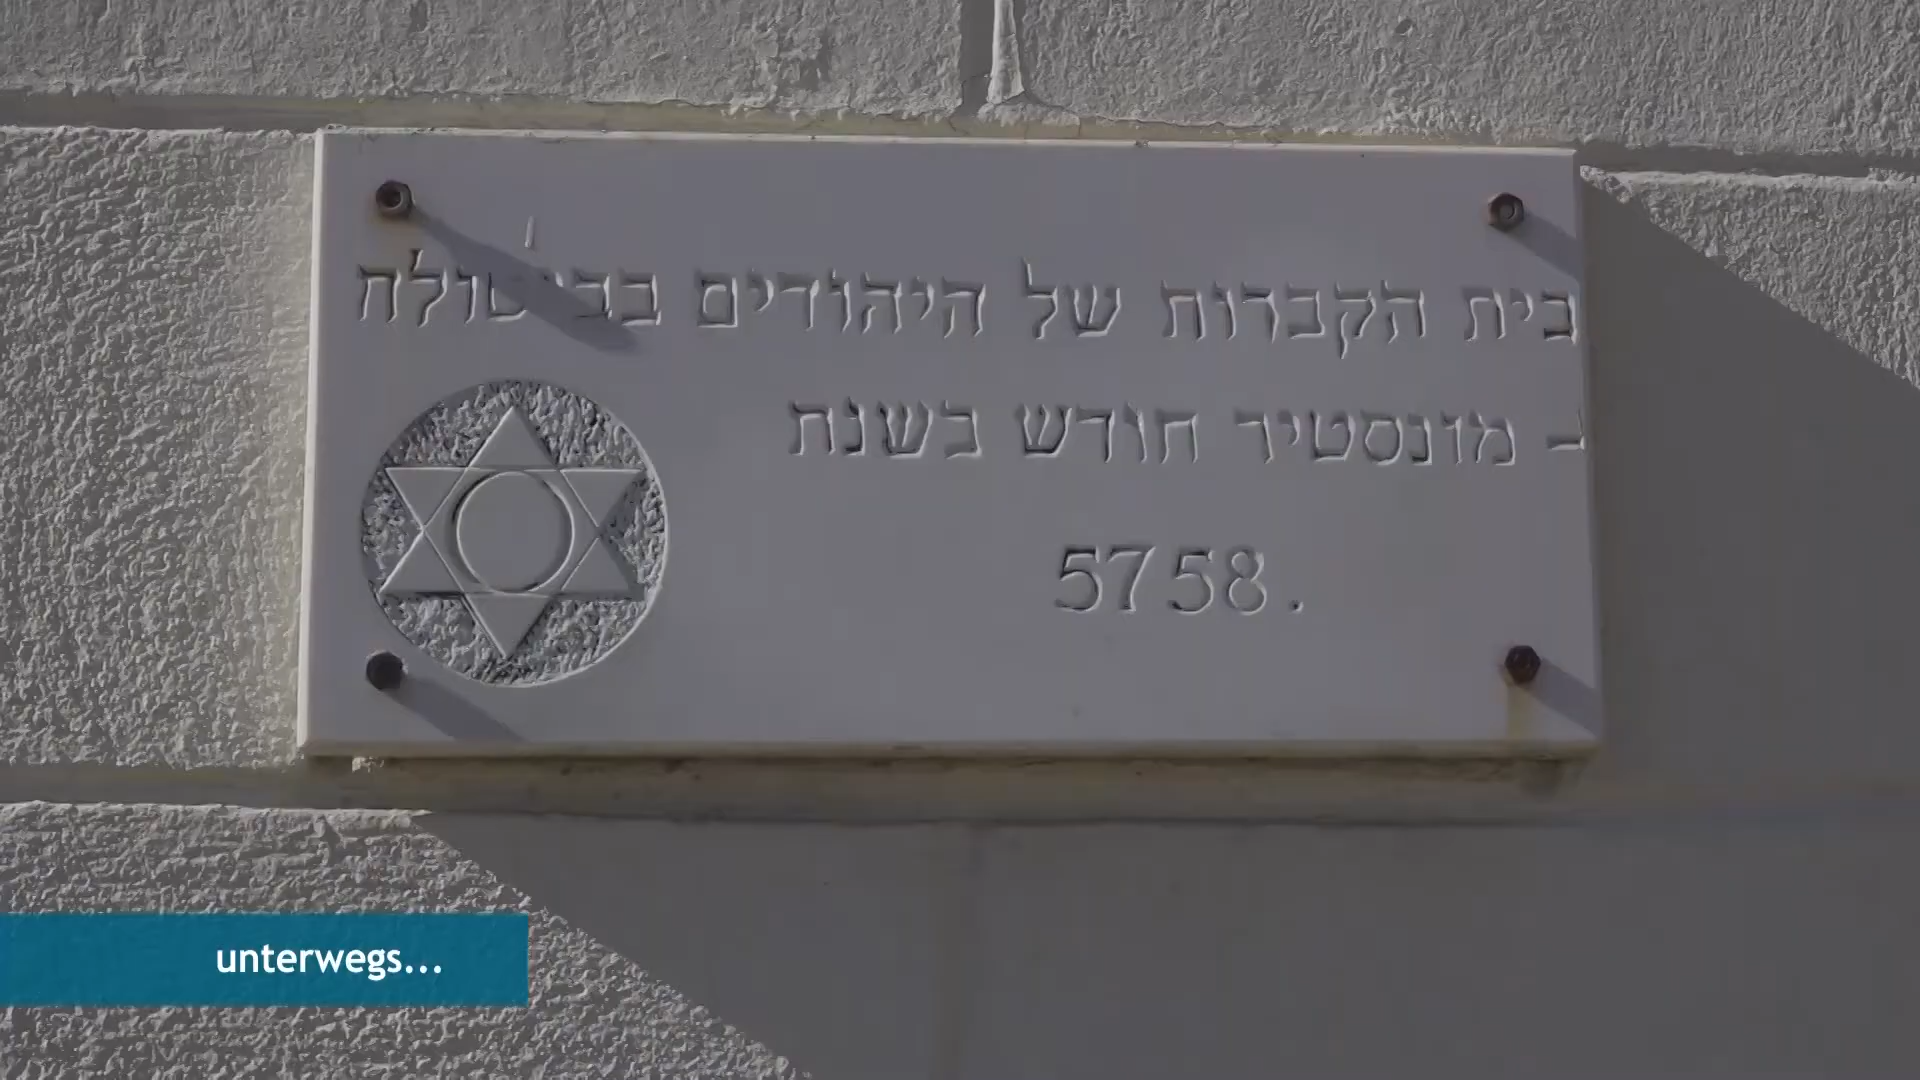 בית הקברות של היהודים בביטולה
- מונסטיר חודש בשנת
5758.
unterwegs...